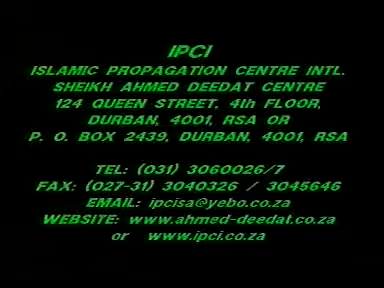 IPCI
ISLAMIC PROPAGATION CENTRE INTL.
SHEIKH AHMED DEEDAT CENTRE
124 QUEEN STREET, 4th FLOOR,
DURBAN, 4001, RSA OR
P. O. BOX 2439, DURBAN, 4001, RSA
TEL: (031) 3060026/7
FAX: (027-31) 3040326 / 3045646
EMAIL: ipcisa@yebo.co.za
WEBSITE: www.ahmed-deedat.co.za
or www.ipci.co.za